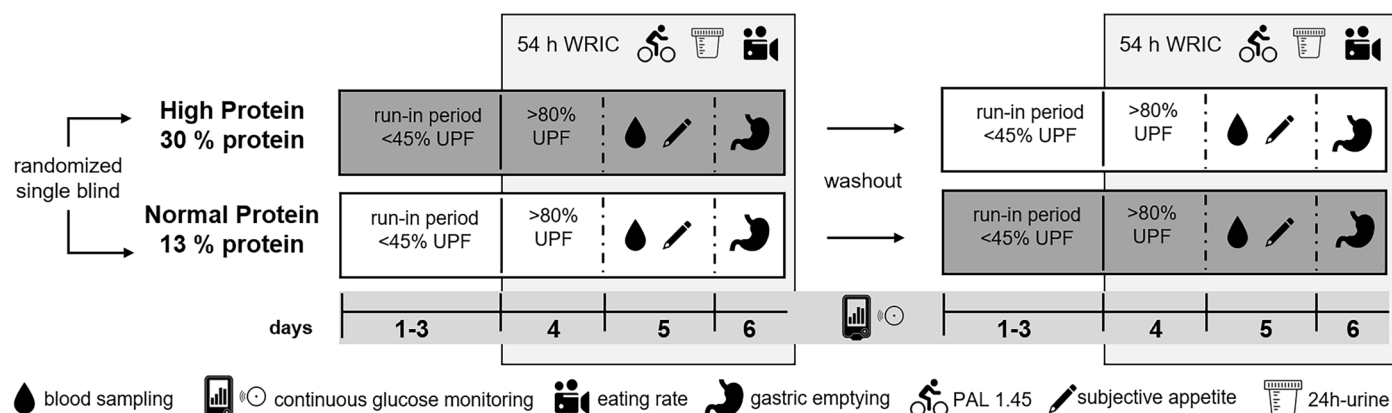 54 h WRIC
54 h WRIC
High Protein
30 % protein
run-in period
<45% UPF
>80%
UPF
run-in period
<45% UPF
>80%
UPF
randomized
single blind
washout
Normal Protein
13 % protein
run-in period
<45% UPF
>80%
UPF
run-in period
<45% UPF
>80%
UPF
days
1-3
4
5
6
1-3
4
5
6
blood sampling
continuous glucose monitoring
eating rate
gastric emptying
PAL 1.45
subjective appetite
24h-urine